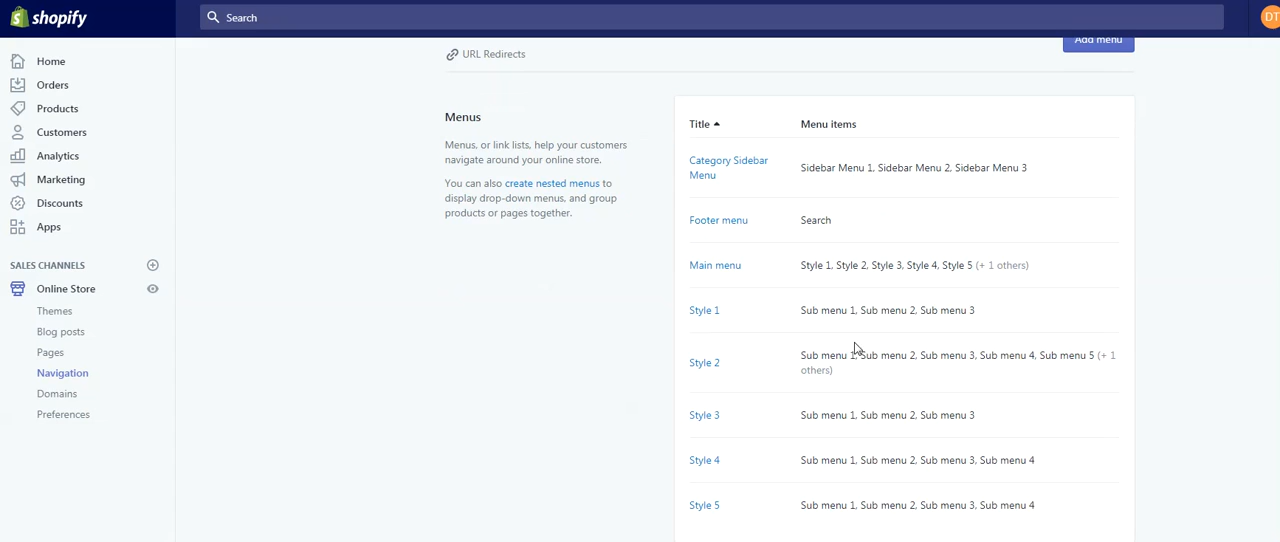 shopify
Search
DT
Home
Orders
Products
Customers
Analytics
Marketing
Discounts
Apps
SALES CHANNELS
Online Store
Themes
Blog posts
Pages
Navigation
Domains
Preferences
URL Redirects
Add menu
Menus
Menus, or link lists, help your customers
navigate around your online store.
You can also create nested menus to
display drop-down menus, and group
products or pages together.
Title Menu items
Category Sidebar
Menu
Sidebar Menu 1, Sidebar Menu 2, Sidebar Menu 3
Footer menu Search
Main menu Style 1, Style 2, Style 3, Style 4, Style 5 (+ 1 others)
Style 1 Sub menu 1, Sub menu 2, Sub menu 3
Style 2 Sub menu 1, Sub menu 2, Sub menu 3, Sub menu 4, Sub menu 5 (+ 1
others)
Style 3 Sub menu 1, Sub menu 2, Sub menu 3
Style 4 Sub menu 1, Sub menu 2, Sub menu 3, Sub menu 4
Style 5 Sub menu 1, Sub menu 2, Sub menu 3, Sub menu 4